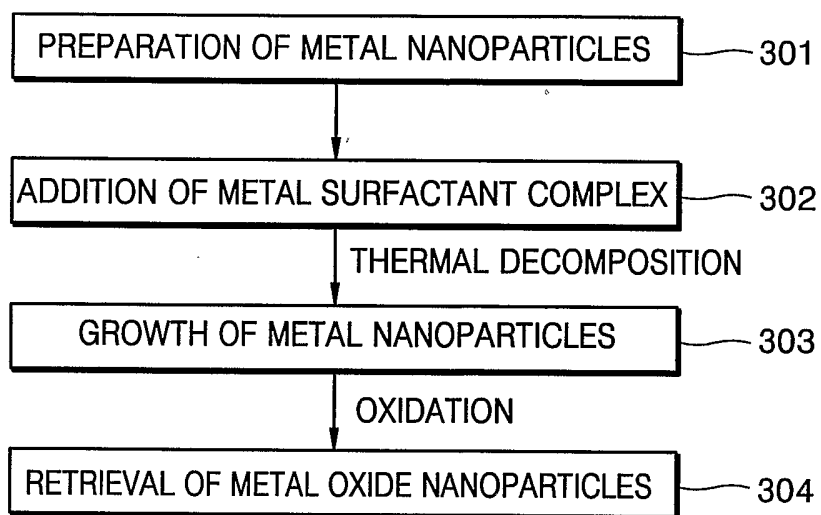 PREPARATION OF METAL NANOPARTICLES 301
ADDITION OF METAL SURFACTANT COMPLEX 302
THERMAL DECOMPOSITION
GROWTH OF METAL NANOPARTICLES 303
OXIDATION
RETRIEVAL OF METAL OXIDE NANOPARTICLES 304